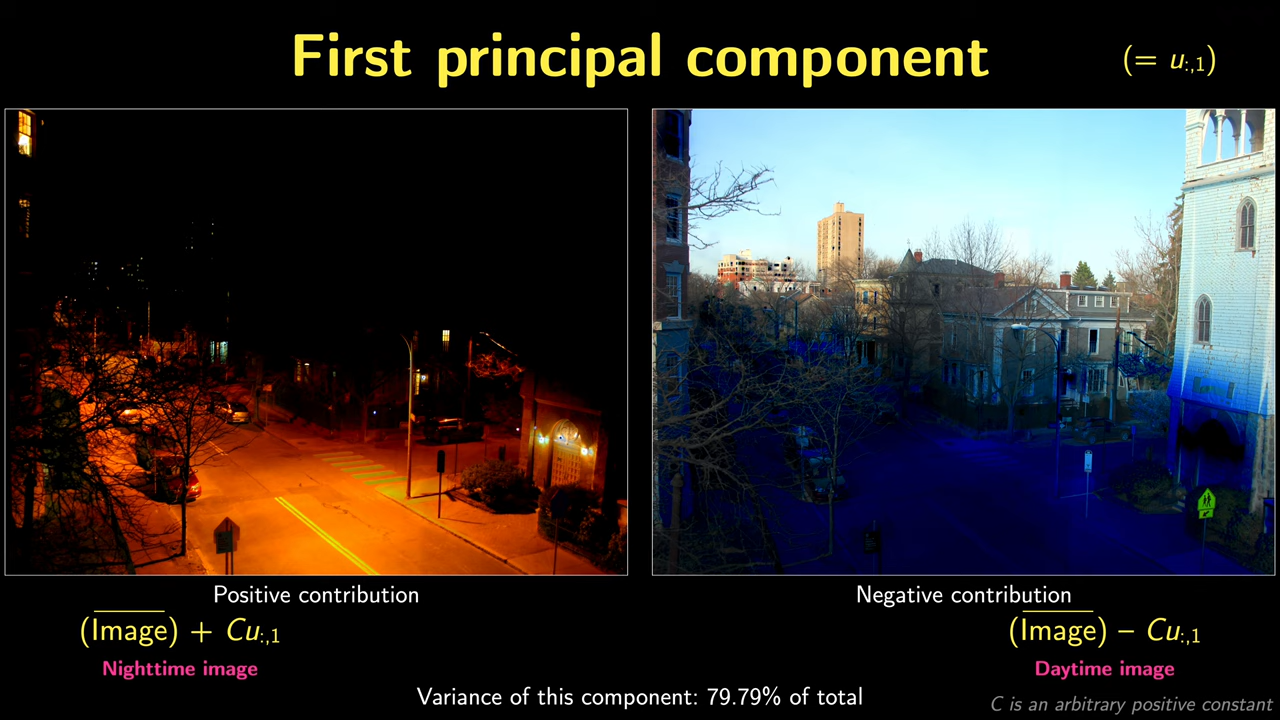 First principal component
(= u:,1)
Positive contribution
Negative contribution
(Image) + Cu:,1
(Image) – Cu:,1
Nighttime image
Daytime image
Variance of this component: 79.79% of total
C is an arbitrary positive constant